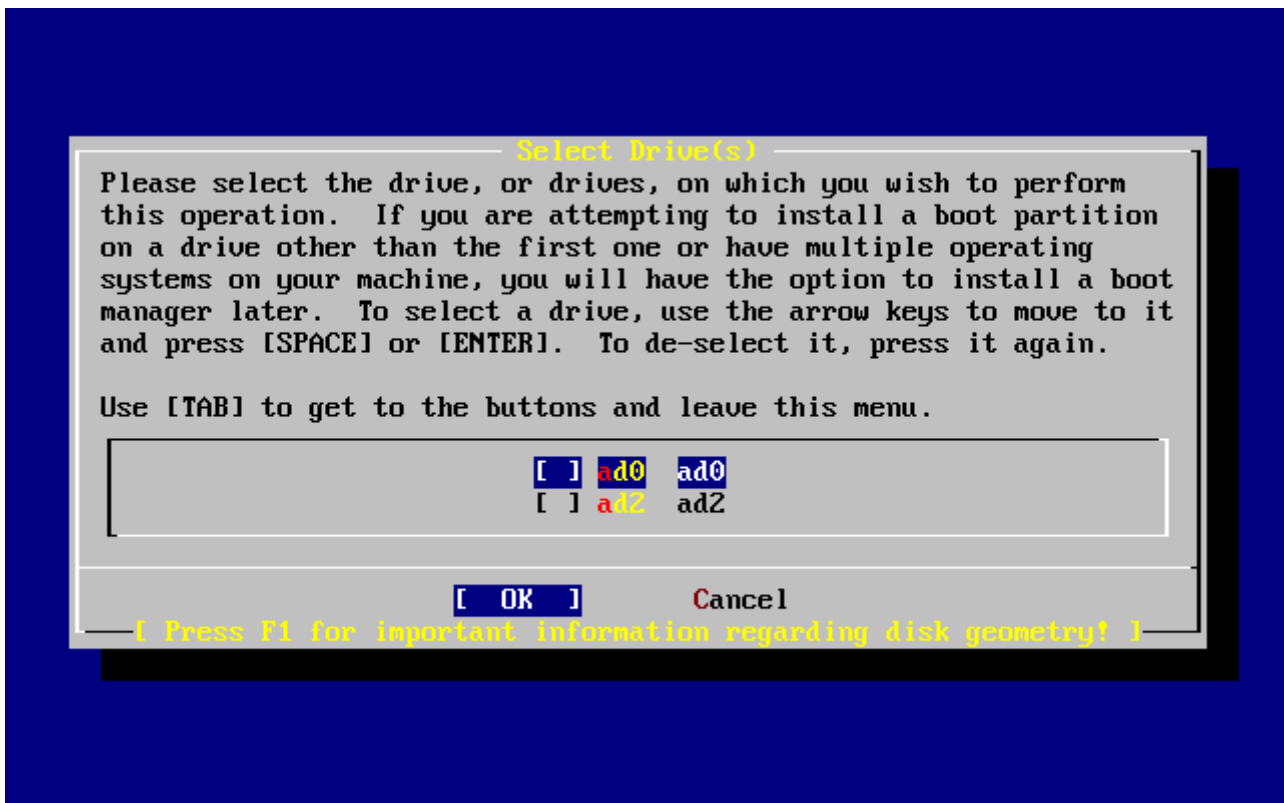 Select Drive(s)
Please select the drive, or drives, on which you wish to perform
this operation.  If you are attempting to install a boot partition
on a drive other than the first one or have multiple operating
systems on your machine, you will have the option to install a boot
manager later.  To select a drive, use the arrow keys to move to it
and press [SPACE] or [ENTER].  To de-select it, press it again.
Use [TAB] to get to the buttons and leave this menu.
[ ] ad0  ad0
[ ] ad2  ad2
[  OK  ]       Cancel
[ Press F1 for important information regarding disk geometry! ]